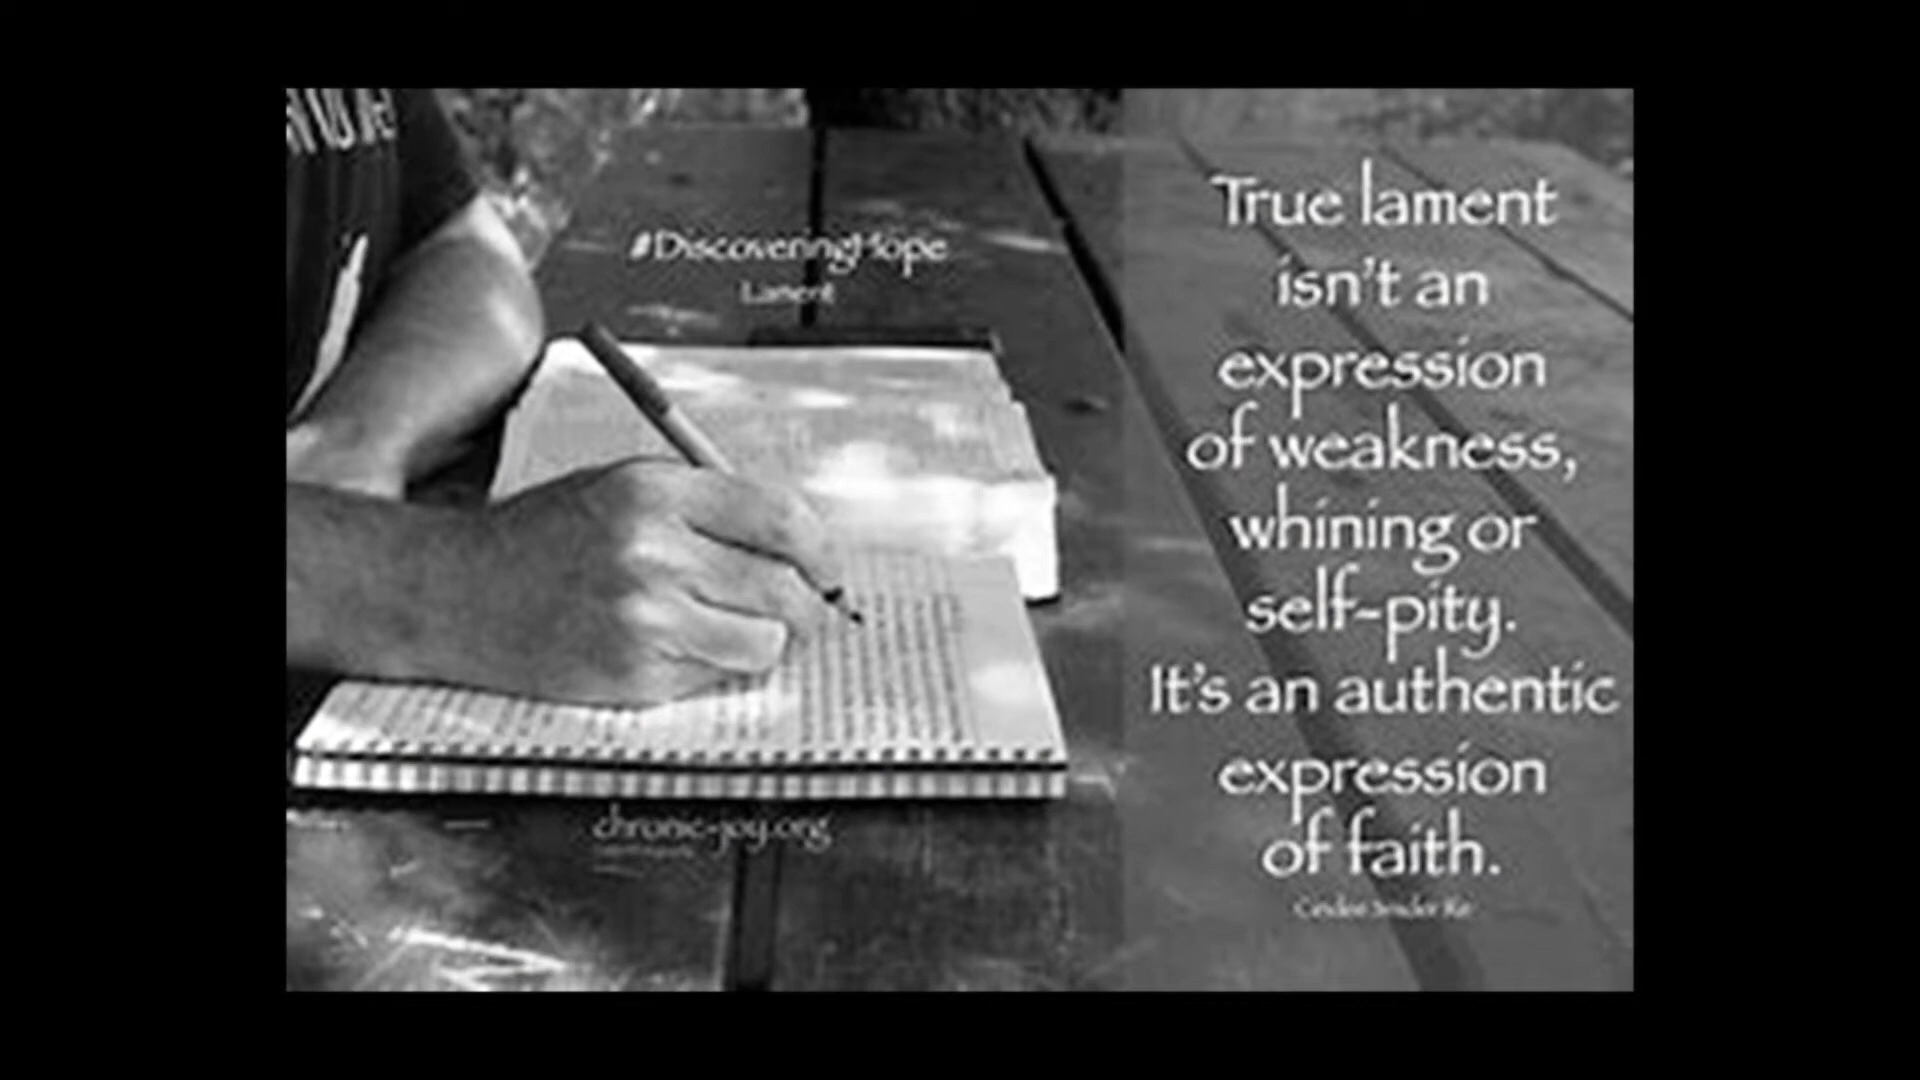 #DiscoveringHope
Lament
chronic-joy.org
True lament
isn't an
expression
of weakness,
whining or
self-pity.
It's an authentic
expression
of faith.